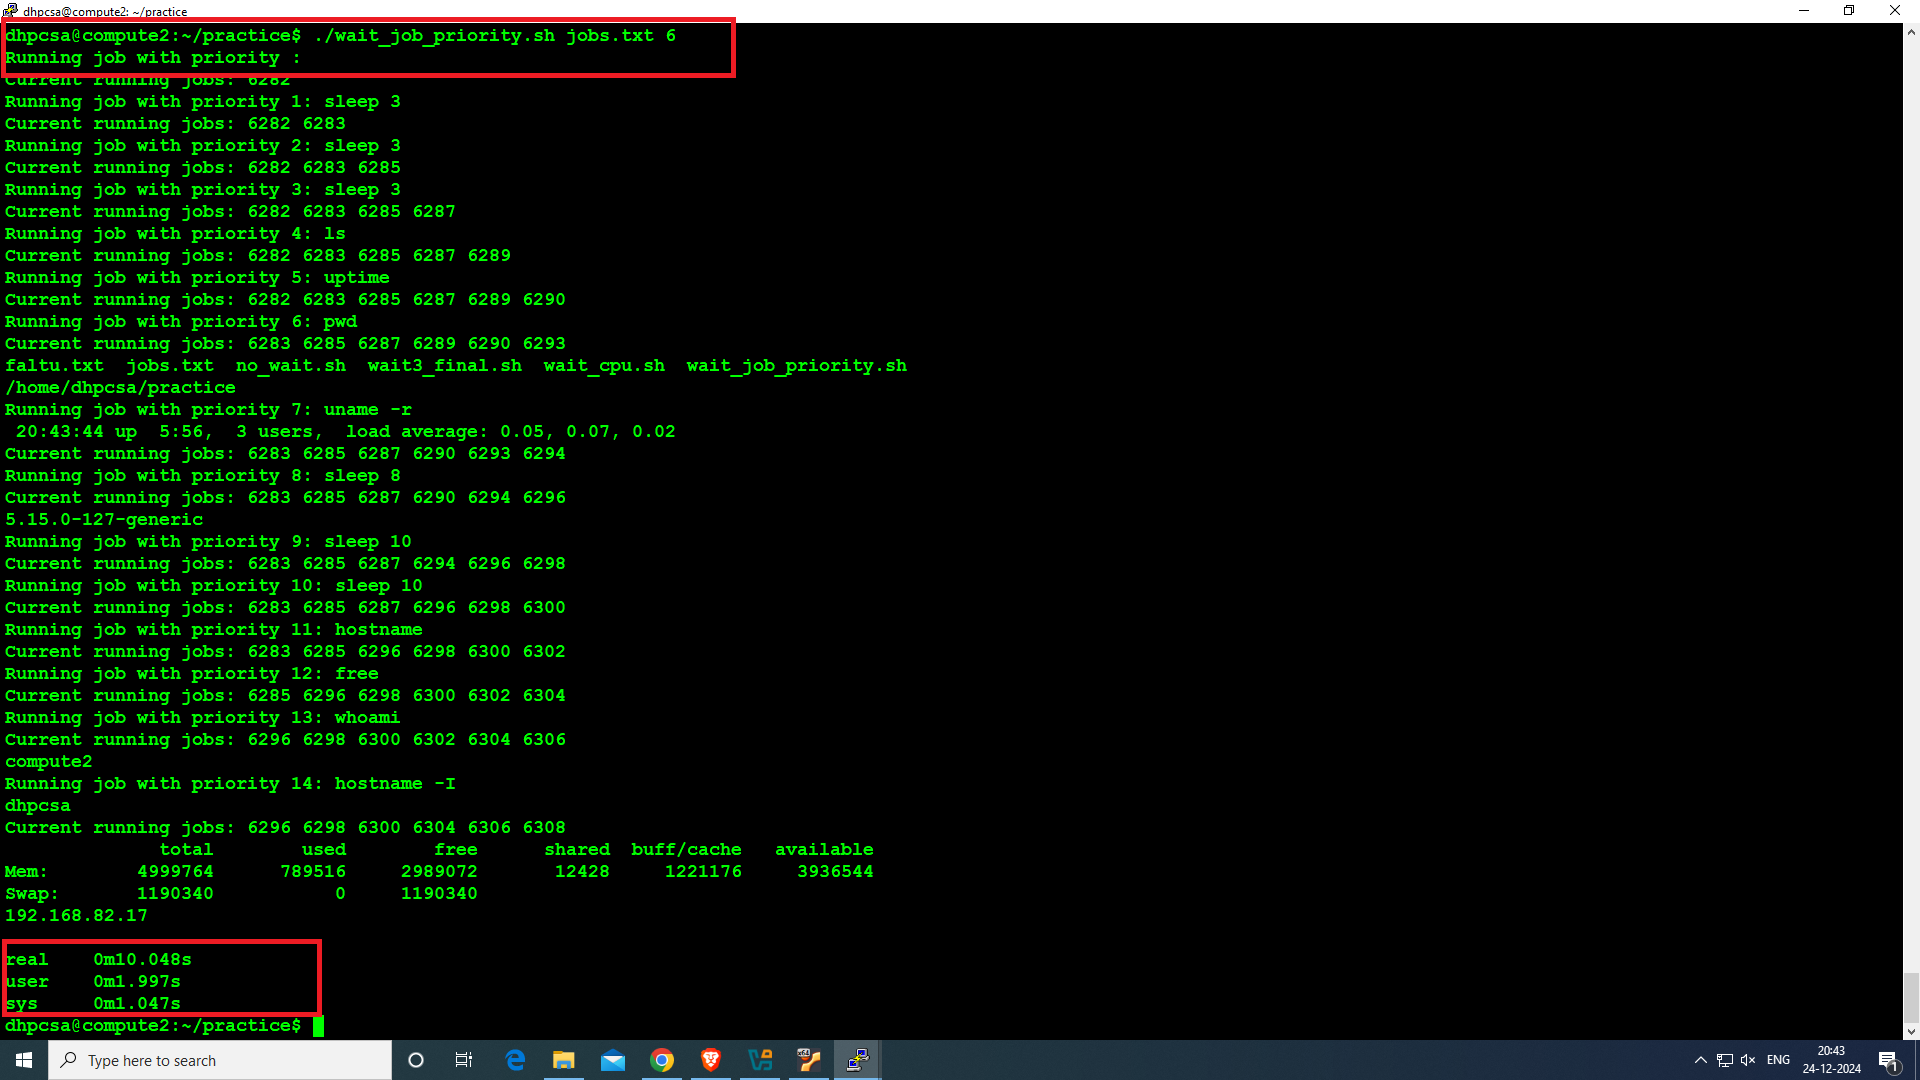 dhpcsa@compute2: ~/practice
dhpcsa@compute2:~/practice$ ./wait_job_priority.sh jobs.txt 6
Running job with priority :
Current running jobs: 6282
Running job with priority 1: sleep 3
Current running jobs: 6282 6283
Running job with priority 2: sleep 3
Current running jobs: 6282 6283 6285
Running job with priority 3: sleep 3
Current running jobs: 6282 6283 6285 6287
Running job with priority 4: ls
Current running jobs: 6282 6283 6285 6287 6289
Running job with priority 5: uptime
Current running jobs: 6282 6283 6285 6287 6289 6290
Running job with priority 6: pwd
Current running jobs: 6283 6285 6287 6289 6290 6293
faltu.txt  jobs.txt  no_wait.sh  wait3_final.sh  wait_cpu.sh  wait_job_priority.sh
/home/dhpcsa/practice
Running job with priority 7: uname -r
 20:43:44 up  5:56,  3 users,  load average: 0.05, 0.07, 0.02
Current running jobs: 6283 6285 6287 6290 6293 6294
Running job with priority 8: sleep 8
Current running jobs: 6283 6285 6287 6290 6294 6296
5.15.0-127-generic
Running job with priority 9: sleep 10
Current running jobs: 6283 6285 6287 6294 6296 6298
Running job with priority 10: sleep 10
Current running jobs: 6283 6285 6287 6296 6298 6300
Running job with priority 11: hostname
Current running jobs: 6283 6285 6296 6298 6300 6302
Running job with priority 12: free
Current running jobs: 6285 6296 6298 6300 6302 6304
Running job with priority 13: whoami
Current running jobs: 6296 6298 6300 6302 6304 6306
compute2
Running job with priority 14: hostname -I
dhpcsa
Current running jobs: 6296 6298 6300 6304 6306 6308
              total        used        free      shared  buff/cache   available
Mem:        4999764      789516     2989072       12428     1221176     3936544
Swap:       1190340           0     1190340
192.168.82.17
real    0m10.048s
user    0m1.997s
sys     0m1.047s
dhpcsa@compute2:~/practice$
Type here to search
ENG
20:43
24-12-2024
1